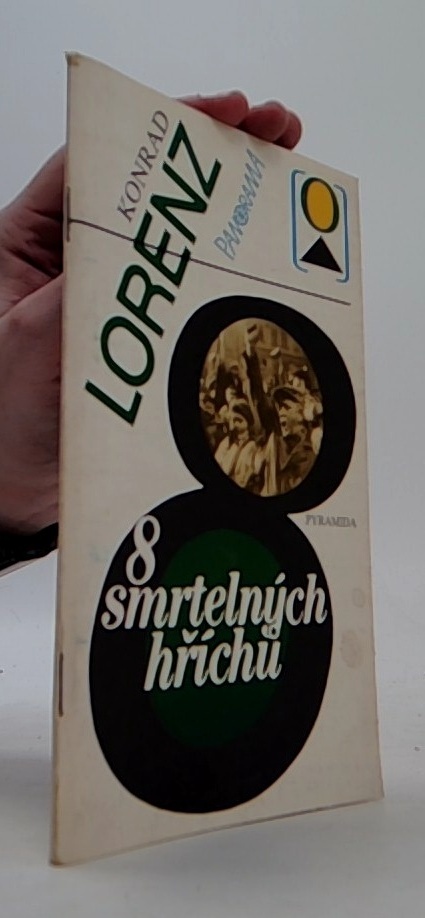 KONRAD
LORENZ
PANORAMA
PYRAMIDA
8
smrtelných
hříchů